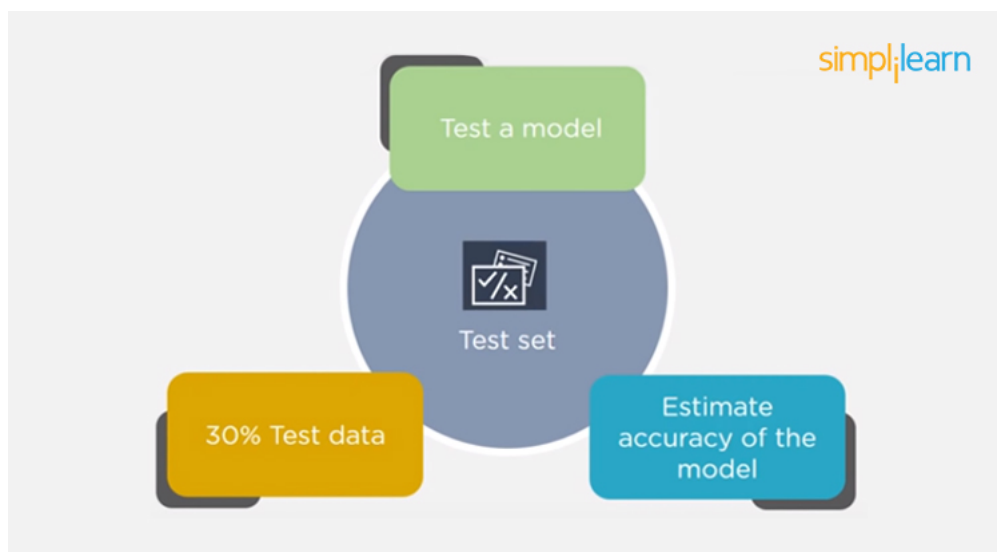 simplilearn
Test a model
Test set
30% Test data
Estimate
accuracy of the
model